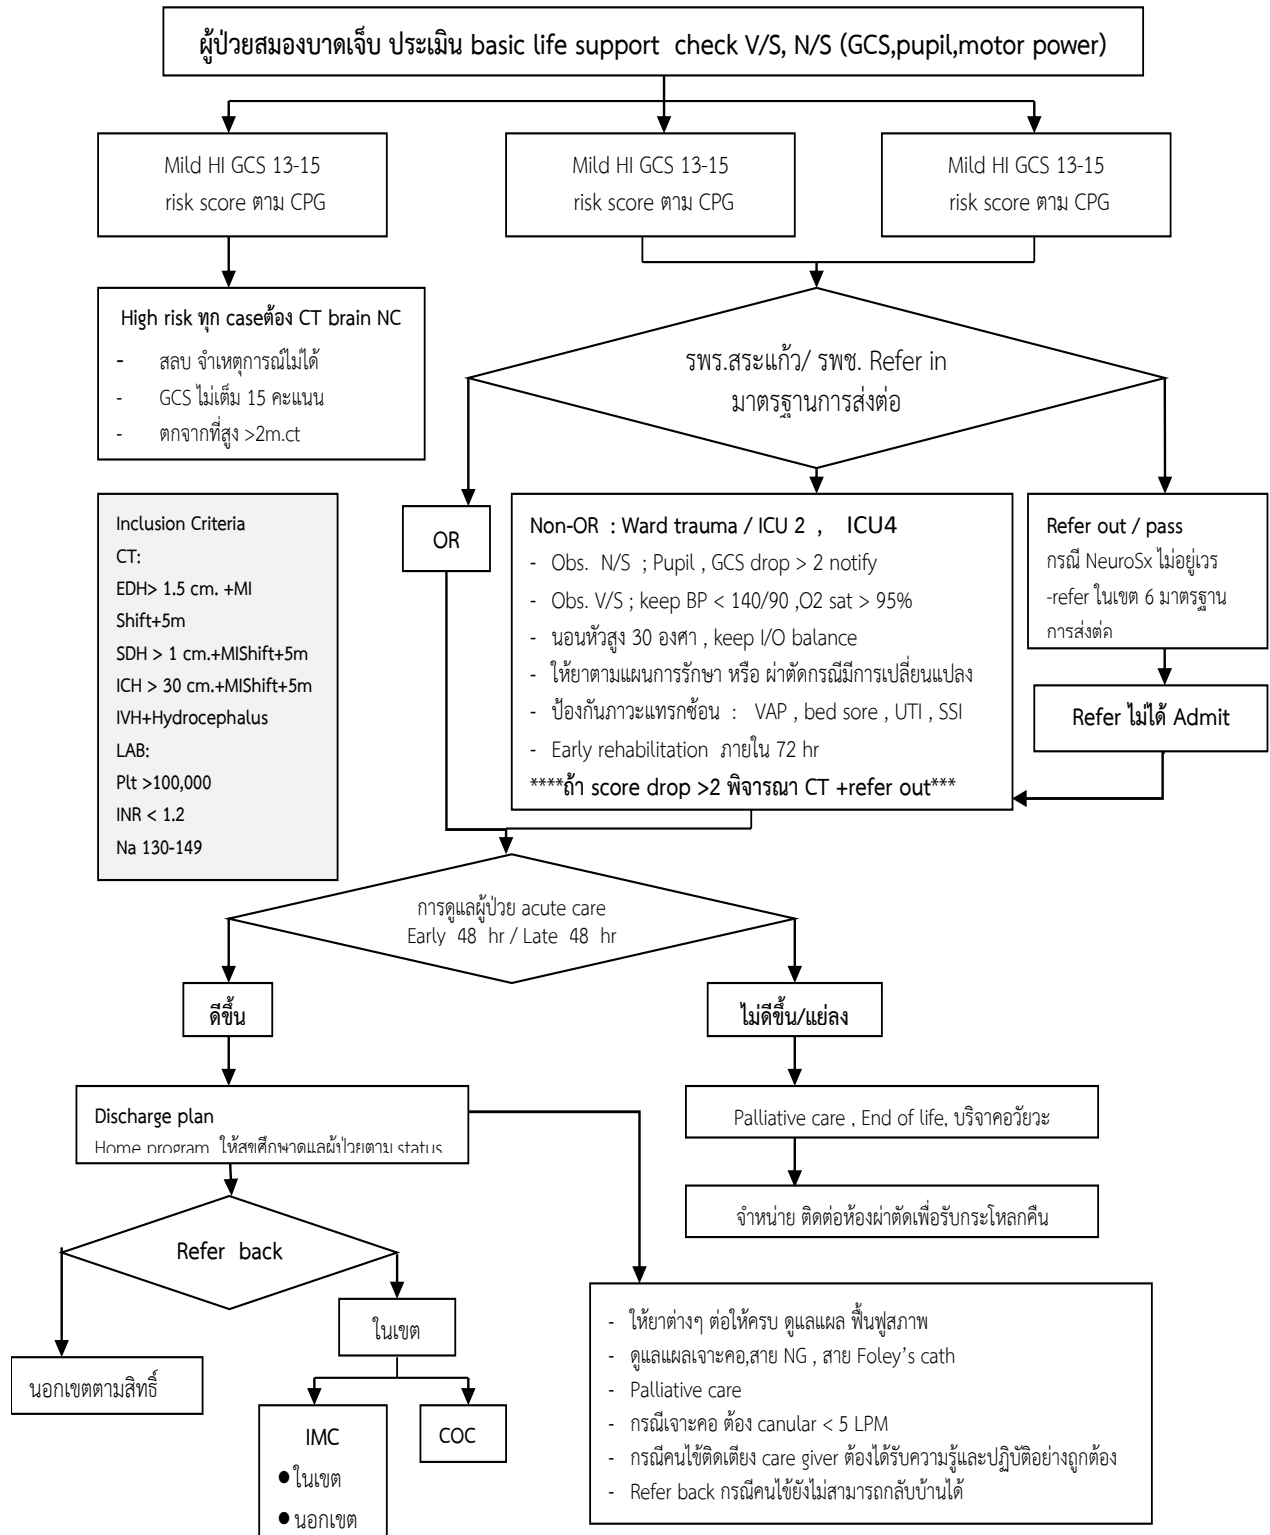 ผู้ป่วยสมองบาดเจ็บ ประเมิน basic life support check V/S, N/S (GCS,pupil,motor power)
Mild HI GCS 13-15
risk score ตาม CPG
Mild HI GCS 13-15
risk score ตาม CPG
Mild HI GCS 13-15
risk score ตาม CPG
High risk ทุก caseต้อง CT brain NC
- สลบ จำเหตุการณ์ไม่ได้
- GCS ไม่เต็ม 15 คะแนน
- ตกจากที่สูง >2m.ct
รพร.สระแก้ว/ รพช. Refer in
มาตรฐานการส่งต่อ
Inclusion Criteria
CT:
EDH> 1.5 cm. +MI
Shift+5m
SDH > 1 cm.+MIShift+5m
ICH > 30 cm.+MIShift+5m
IVH+Hydrocephalus
LAB:
Plt >100,000
INR < 1.2
Na 130-149
OR
Non-OR : Ward trauma / ICU 2 , ICU4
- Obs. N/S ; Pupil , GCS drop > 2 notify
- Obs. V/S ; keep BP < 140/90 ,O2 sat > 95%
- นอนหัวสูง 30 องศา , keep I/O balance
- ให้ยาตามแผนการรักษา หรือ ผ่าตัดกรณีมีการเปลี่ยนแปลง
- ป้องกันภาวะแทรกซ้อน : VAP , bed sore , UTI , SSI
- Early rehabilitation ภายใน 72 hr
****ถ้า score drop >2 พิจารณา CT +refer out***
Refer out / pass
กรณี NeuroSx ไม่อยู่เวร
-refer ในเขต 6 มาตรฐาน
การส่งต่อ
Refer ไม่ได้ Admit
การดูแลผู้ป่วย acute care
Early 48 hr / Late 48 hr
ดีขึ้น
ไม่ดีขึ้น/แย่ลง
Discharge plan
Home program ให้สุขศึกษาดูแลผู้ป่วยตาม status
Palliative care , End of life, บริจาคอวัยวะ
จำหน่าย ติดต่อห้องผ่าตัดเพื่อรับกระโหลกคืน
Refer back
นอกเขตตามสิทธิ์
ในเขต
IMC
● ในเขต
● นอกเขต
COC
- ให้ยาต่างๆ ต่อให้ครบ ดูแลแผล ฟื้นฟูสภาพ
- ดูแลแผลเจาะคอ,สาย NG , สาย Foley's cath
- Palliative care
- กรณีเจาะคอ ต้อง canular < 5 LPM
- กรณีคนไข้ติดเตียง care giver ต้องได้รับความรู้และปฏิบัติอย่างถูกต้อง
- Refer back กรณีคนไข้ยังไม่สามารถกลับบ้านได้